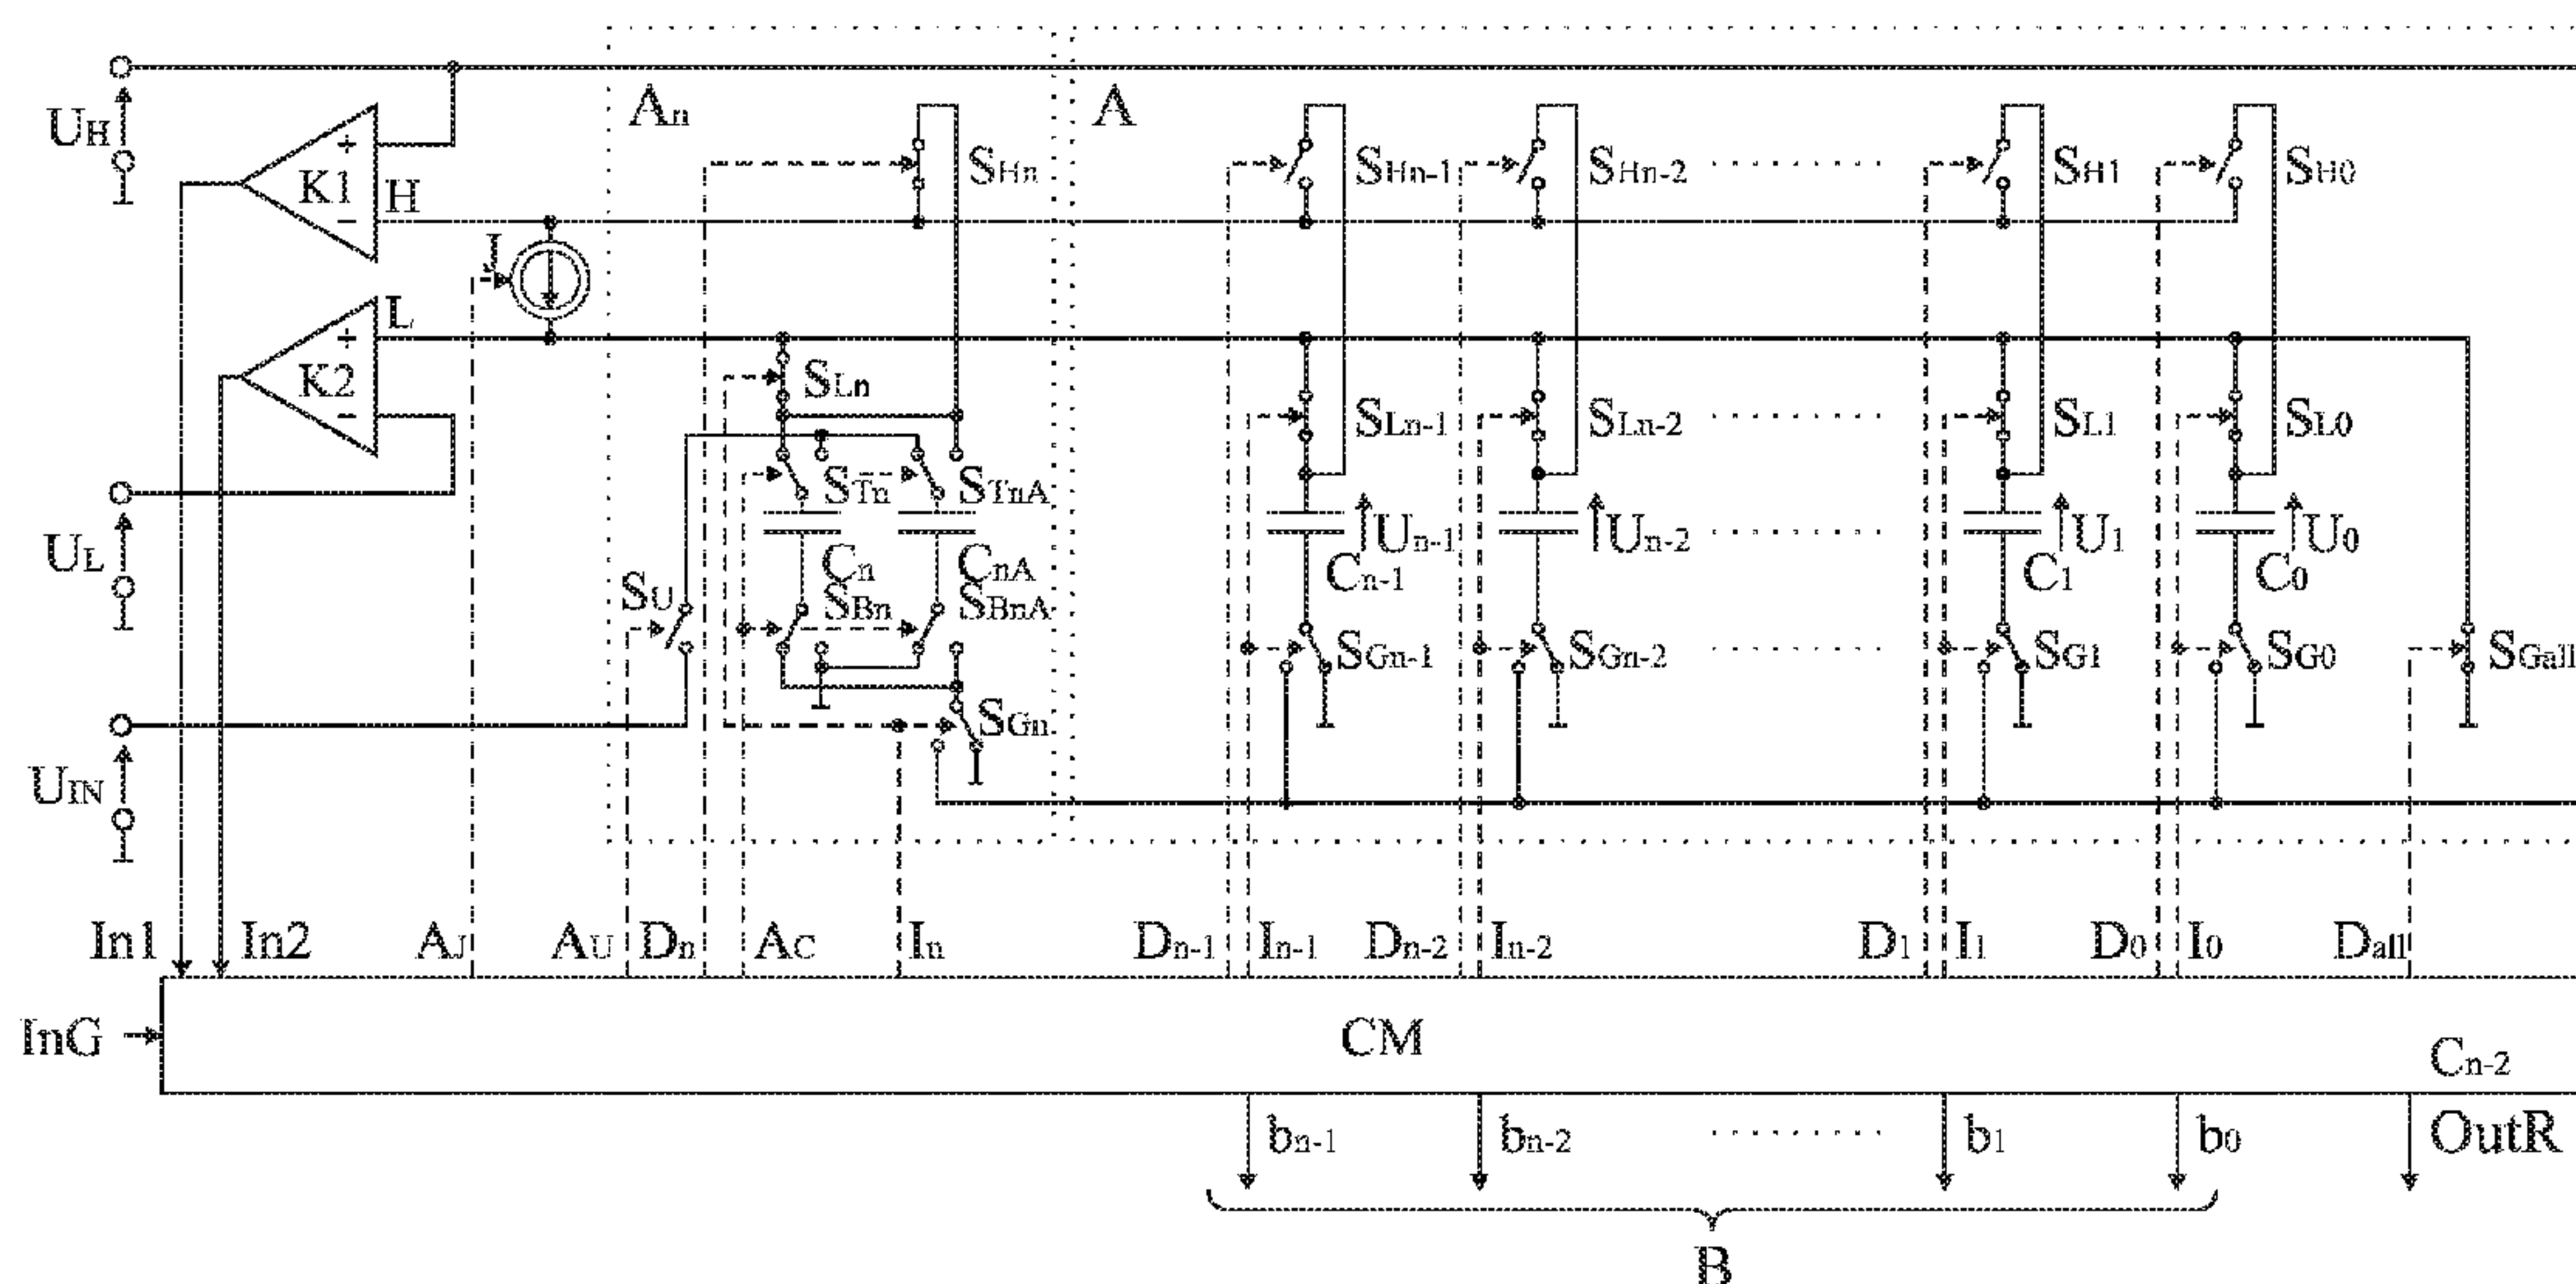 An A
UH K1 + − H SHn SHn-1 SHn-2 SH1 SH0
J
L
K2 + − SLn SLn-1 SLn-2 SL1 SL0
STn STnA
UL Un-1 Un-2 U1 U0
Cn CnA Cn-1 C1 C0
SU SBn SBnA
SGn-1 SGn-2 SG1 SG0 SGall
SGn
UIN
In1 In2 AJ AU Dn AC In Dn-1 In-1 Dn-2 In-2 D1 I1 D0 I0 Dall
InG CM
Cn-2
bn-1 bn-2 b1 b0 OutR
B